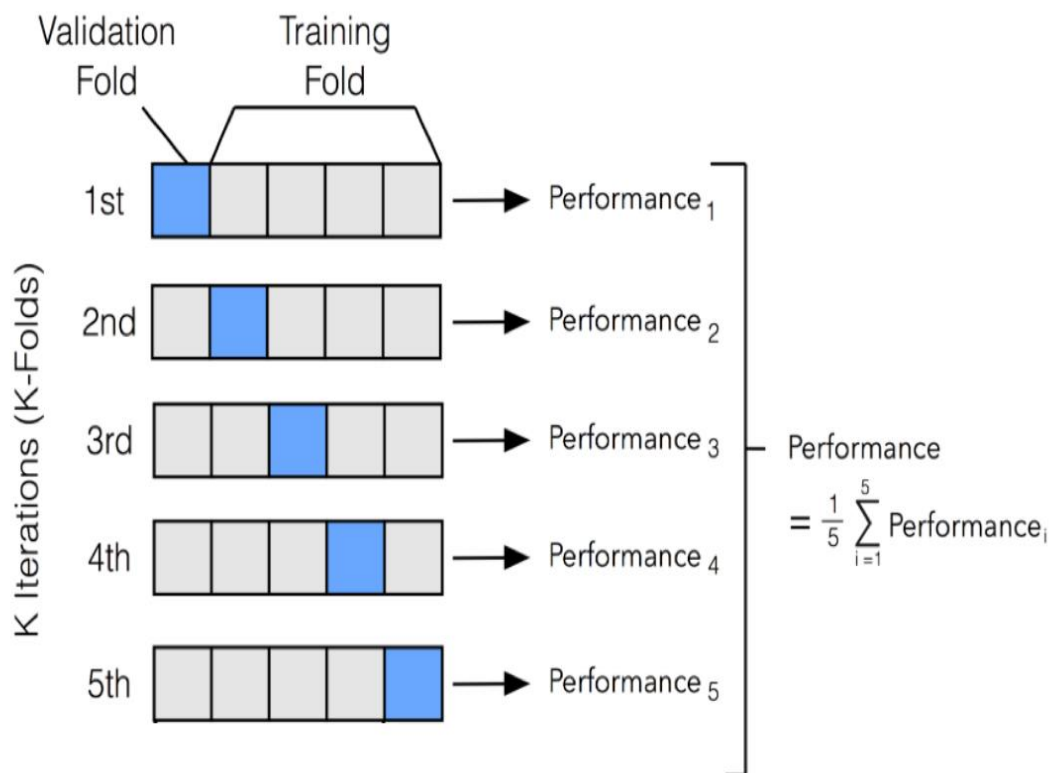 Validation
Fold
Training
Fold
K Iterations (K-Folds)
1st
Performance 1
2nd
Performance 2
3rd
Performance 3
4th
Performance 4
5th
Performance 5
Performance
= 1/5 5∑i=1 Performance i